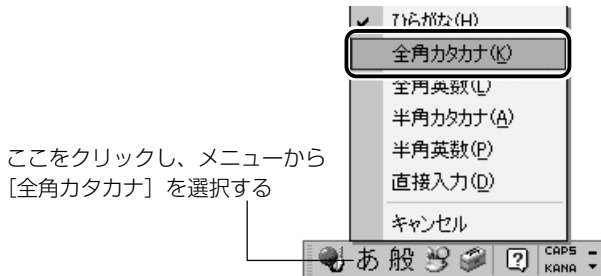 ひらがな(H)
全角カタカナ(K)
全角英数(L)
半角カタカナ(A)
半角英数(P)
直接入力(D)
キャンセル
ここをクリックし、メニューから
[全角カタカナ]を選択する
あ 般 ? CAPS
KANA